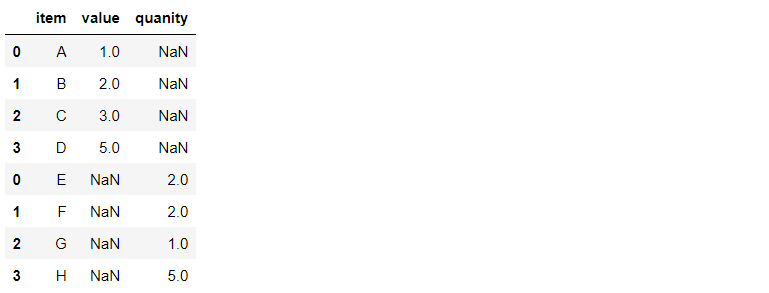 item value quanity
0 A 1.0 NaN
1 B 2.0 NaN
2 C 3.0 NaN
3 D 5.0 NaN
0 E NaN 2.0
1 F NaN 2.0
2 G NaN 1.0
3 H NaN 5.0